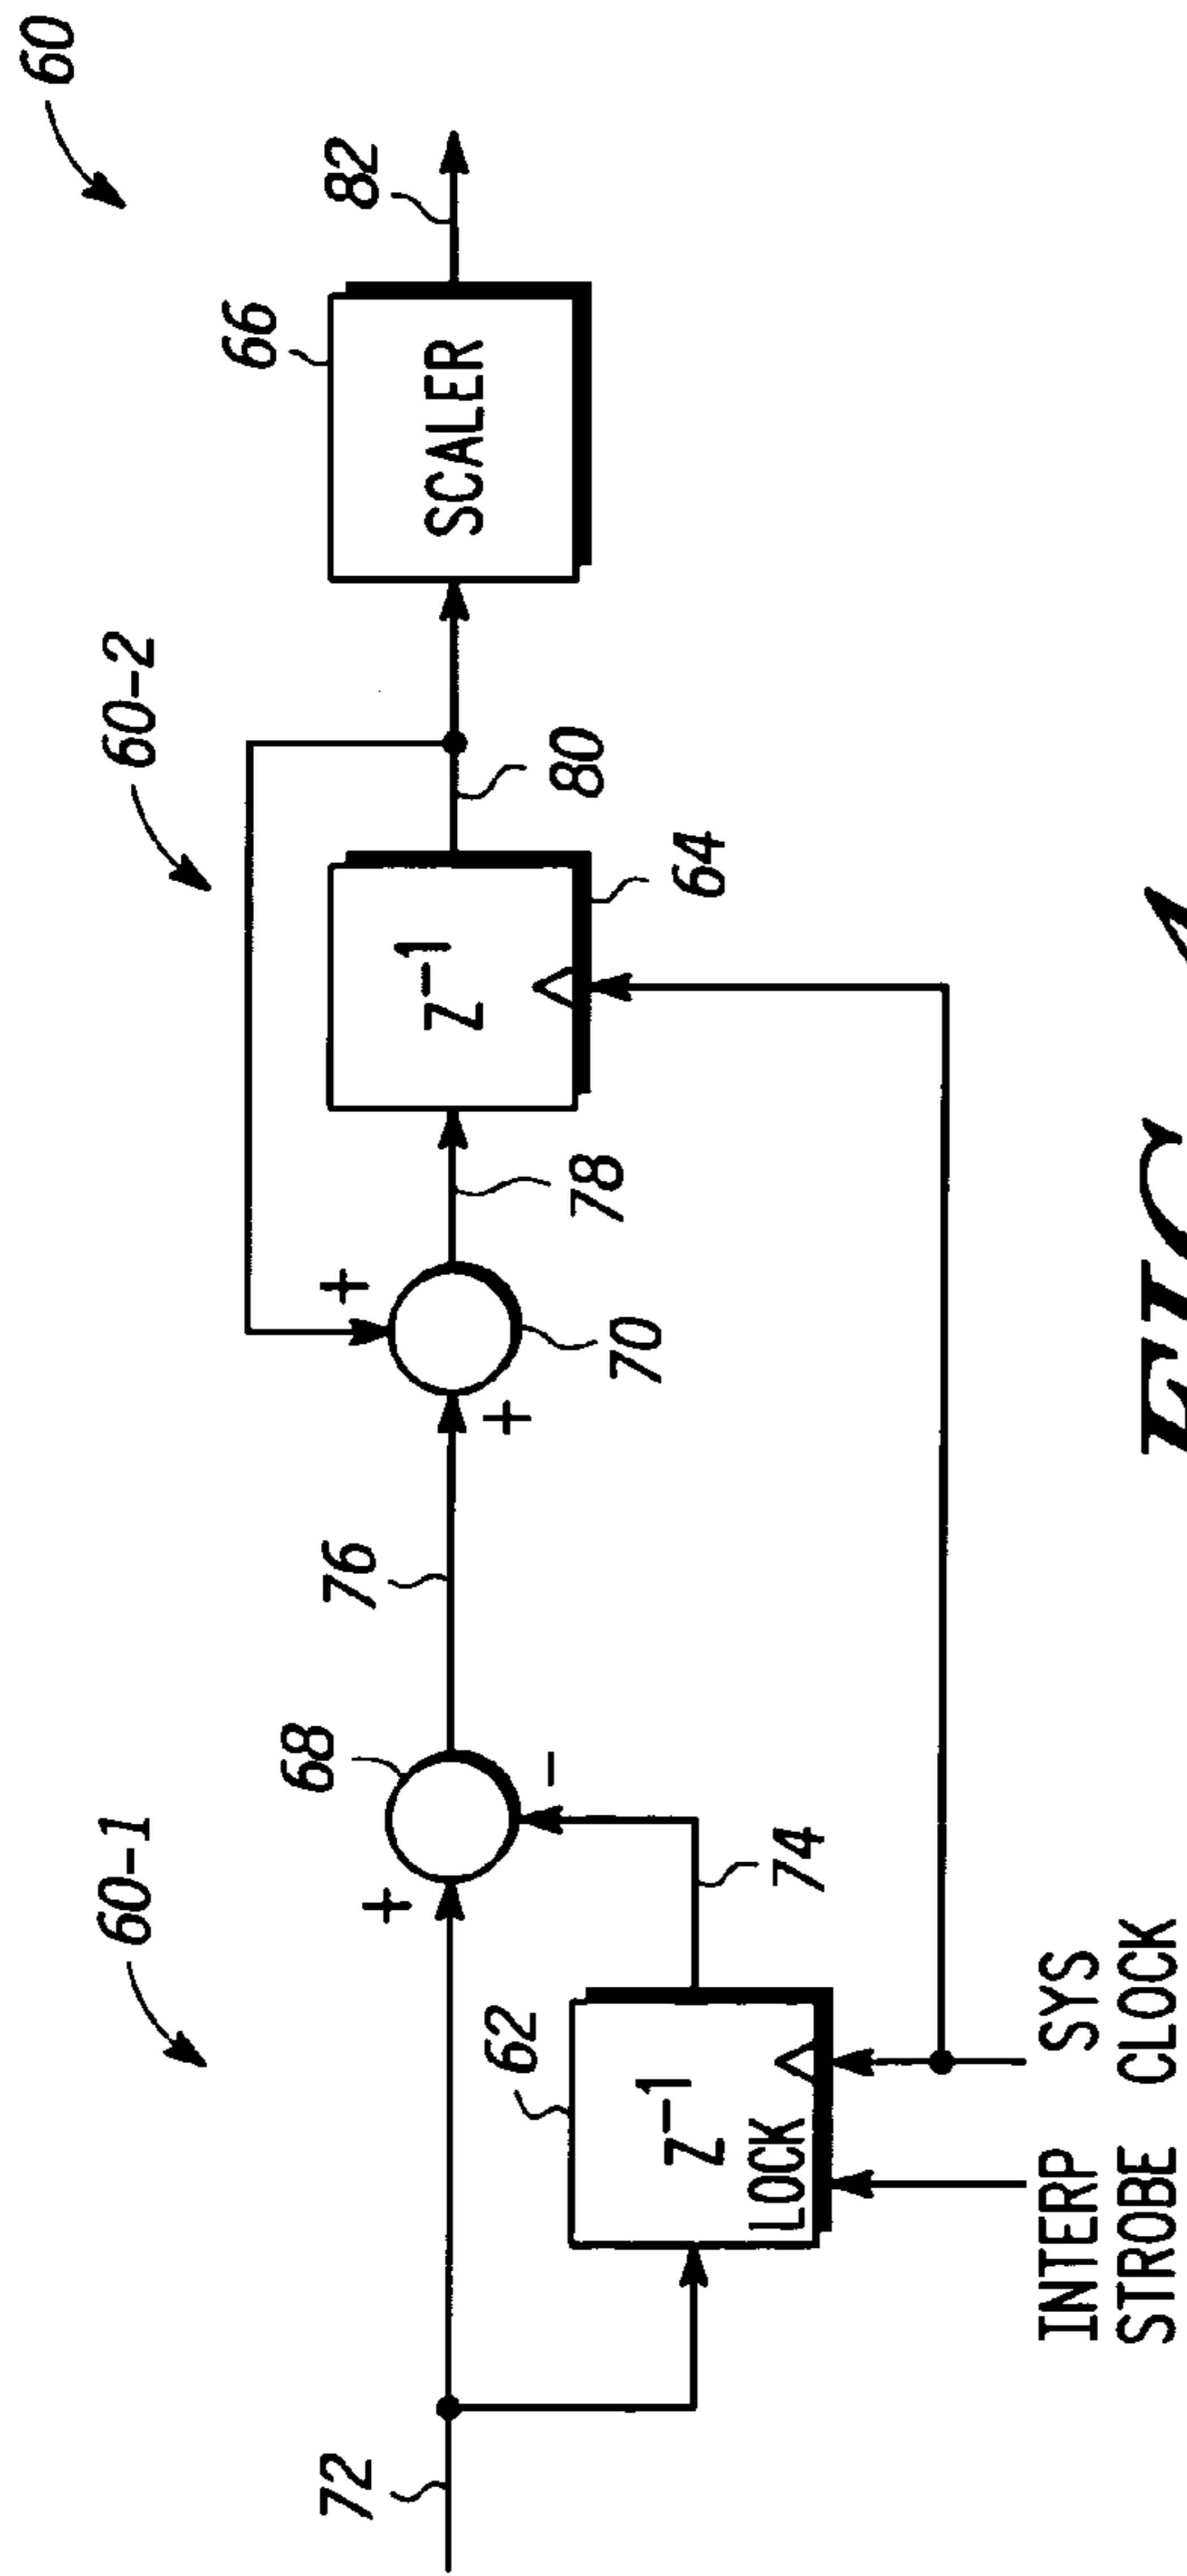 60
60-1
60-2
72
62
Z-1
LOCK
74
68
+
-
76
70
+
+
78
64
Z-1
80
66
SCALER
82
INTERP
STROBE
SYS
CLOCK